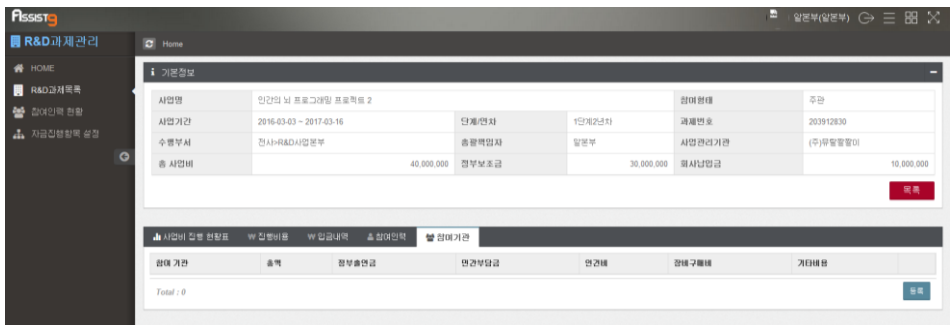 Assist9
알본부(알본부)
R&D과제관리
Home
HOME
R&D과제목록
참여인력 현황
자금집행항목 설정
기본정보
사업명 인간의 뇌 프로그래밍 프로젝트 2 참여형태 주관
사업기간 2016-03-03 ~ 2017-03-16 단계/연차 1단계2년차 과제번호 203912830
수행부서 전사>R&D사업본부 총괄책임자 알본부 사업관리기관
총 사업비 40,000,000 정부보조금 30,000,000 회사납입금 10,000,000
목록
사업비 집행 현황표 ₩ 집행비용 ₩ 입금내역 참여인력 참여기관
참여 기관 총액 정부출연금 민간부담금 인건비 장비구매비 기타비용
Total : 0
등록